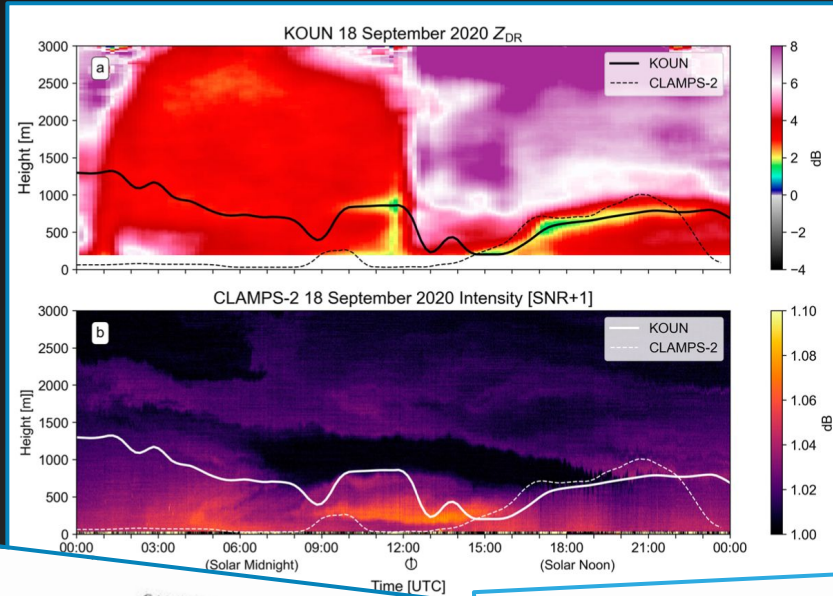 KOUN 18 September 2020 ZDR
a
KOUN
CLAMPS-2
3000
2500
2000
1500
1000
500
0
Height [m]
8
6
4
2
0
−2
−4
dB
CLAMPS-2 18 September 2020 Intensity [SNR+1]
b
KOUN
CLAMPS-2
3000
2500
2000
1500
1000
500
0
Height [m]]
1.10
1.08
1.06
1.04
1.02
1.00
dB
00:00 03:00 06:00 09:00 12:00 15:00 18:00 21:00 00:00
(Solar Midnight) (Solar Noon)
Time [UTC]